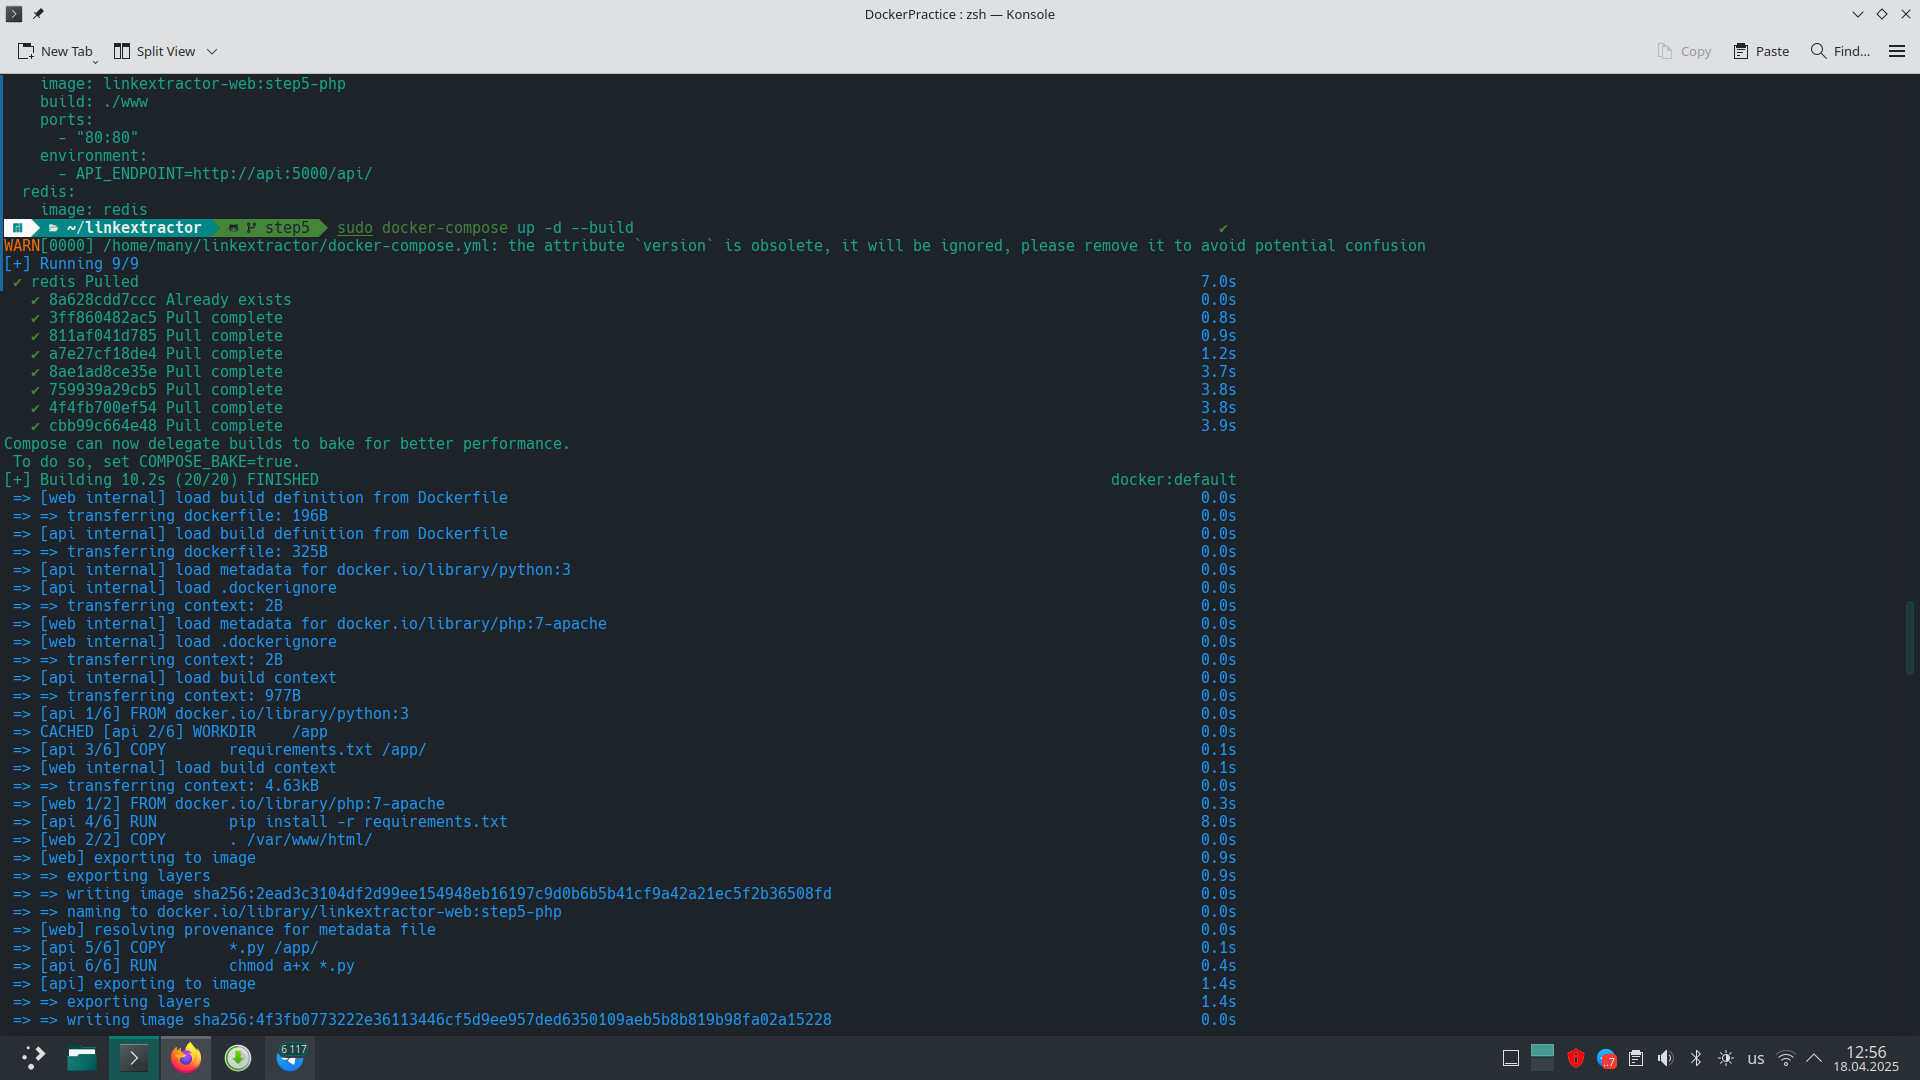 DockerPractice : zsh — Konsole
New Tab Split View Copy Paste Find...
image: linkextractor-web:step5-php
build: ./www
ports:
- "80:80"
environment:
- API_ENDPOINT=http://api:5000/api/
redis:
image: redis
~/linkextractor step5 sudo docker-compose up -d --build ✔
WARN[0000] /home/many/linkextractor/docker-compose.yml: the attribute `version` is obsolete, it will be ignored, please remove it to avoid potential confusion
[+] Running 9/9
✔ redis Pulled 7.0s
✔ 8a628cdd7ccc Already exists 0.0s
✔ 3ff860482ac5 Pull complete 0.8s
✔ 811af041d785 Pull complete 0.9s
✔ a7e27cf18de4 Pull complete 1.2s
✔ 8ae1ad8ce35e Pull complete 3.7s
✔ 759939a29cb5 Pull complete 3.8s
✔ 4f4fb700ef54 Pull complete 3.8s
✔ cbb99c664e48 Pull complete 3.9s
Compose can now delegate builds to bake for better performance.
To do so, set COMPOSE_BAKE=true.
[+] Building 10.2s (20/20) FINISHED docker:default
=> [web internal] load build definition from Dockerfile 0.0s
=> => transferring dockerfile: 196B 0.0s
=> [api internal] load build definition from Dockerfile 0.0s
=> => transferring dockerfile: 325B 0.0s
=> [api internal] load metadata for docker.io/library/python:3 0.0s
=> [api internal] load .dockerignore 0.0s
=> => transferring context: 2B 0.0s
=> [web internal] load metadata for docker.io/library/php:7-apache 0.0s
=> [web internal] load .dockerignore 0.0s
=> => transferring context: 2B 0.0s
=> [api internal] load build context 0.0s
=> => transferring context: 977B 0.0s
=> [api 1/6] FROM docker.io/library/python:3 0.0s
=> CACHED [api 2/6] WORKDIR /app 0.0s
=> [api 3/6] COPY requirements.txt /app/ 0.1s
=> [web internal] load build context 0.1s
=> => transferring context: 4.63kB 0.0s
=> [web 1/2] FROM docker.io/library/php:7-apache 0.3s
=> [api 4/6] RUN pip install -r requirements.txt 8.0s
=> [web 2/2] COPY . /var/www/html/ 0.0s
=> [web] exporting to image 0.9s
=> => exporting layers 0.9s
=> => writing image sha256:2ead3c3104df2d99ee154948eb16197c9d0b6b5b41cf9a42a21ec5f2b36508fd 0.0s
=> => naming to docker.io/library/linkextractor-web:step5-php 0.0s
=> [web] resolving provenance for metadata file 0.0s
=> [api 5/6] COPY *.py /app/ 0.1s
=> [api 6/6] RUN chmod a+x *.py 0.4s
=> [api] exporting to image 1.4s
=> => exporting layers 1.4s
=> => writing image sha256:4f3fb0773222e36113446cf5d9ee957ded6350109aeb5b8b819b98fa02a15228 0.0s
6 117
..7
us
12:56
18.04.2025